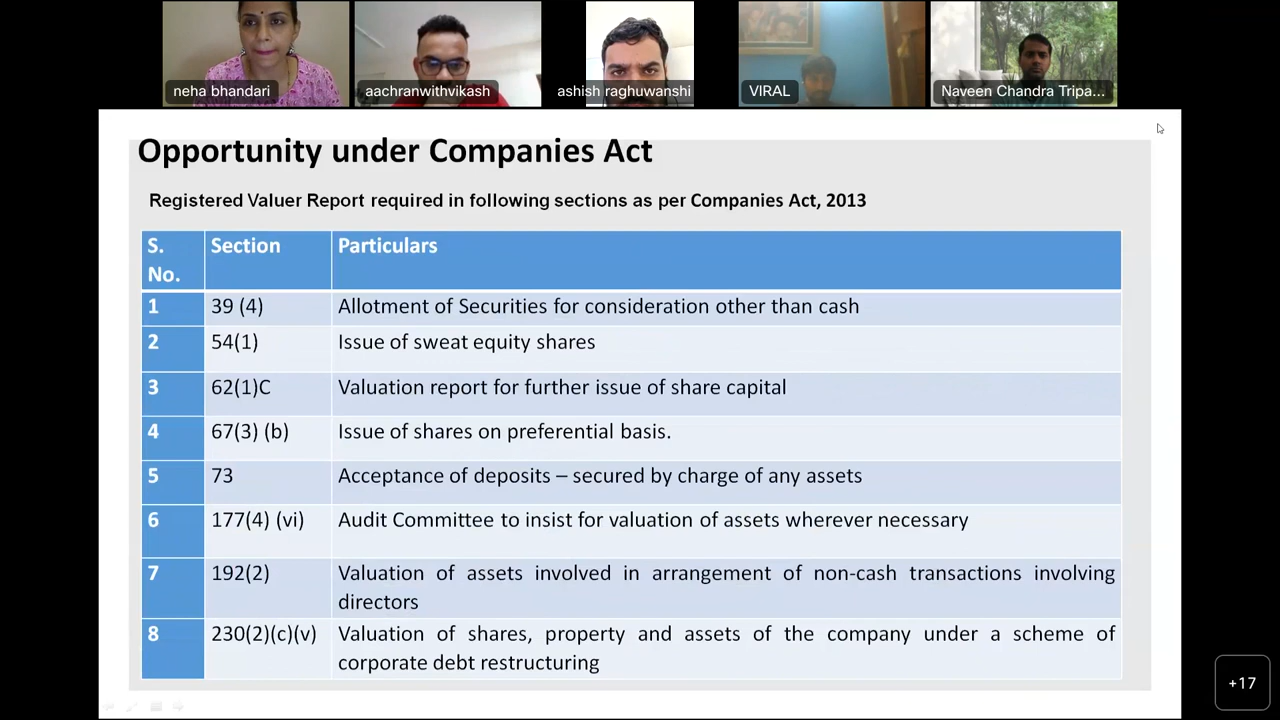 neha bhandari
aachranwithvikash
ashish raghuwanshi
VIRAL
Naveen Chandra Tripa...
Opportunity under Companies Act
Registered Valuer Report required in following sections as per Companies Act, 2013
S. No. Section Particulars
1 39 (4) Allotment of Securities for consideration other than cash
2 54(1) Issue of sweat equity shares
3 62(1)C Valuation report for further issue of share capital
4 67(3) (b) Issue of shares on preferential basis.
5 73 Acceptance of deposits – secured by charge of any assets
6 177(4) (vi) Audit Committee to insist for valuation of assets wherever necessary
7 192(2) Valuation of assets involved in arrangement of non-cash transactions involving
directors
8 230(2)(c)(v) Valuation of shares, property and assets of the company under a scheme of
corporate debt restructuring
+17